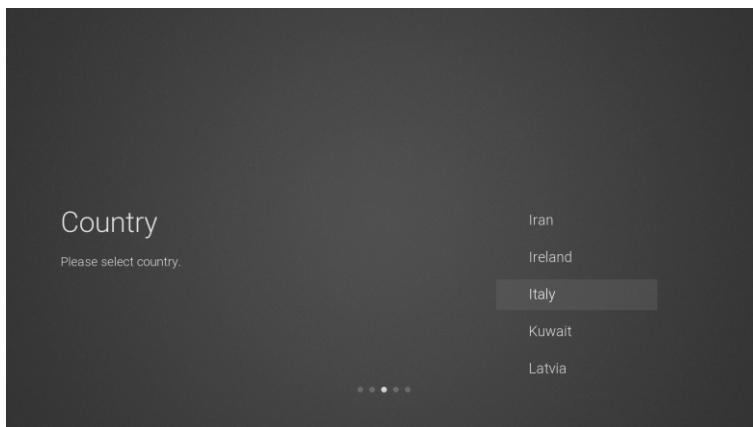 Country
Please select country.
Iran
Ireland
Italy
Kuwait
Latvia